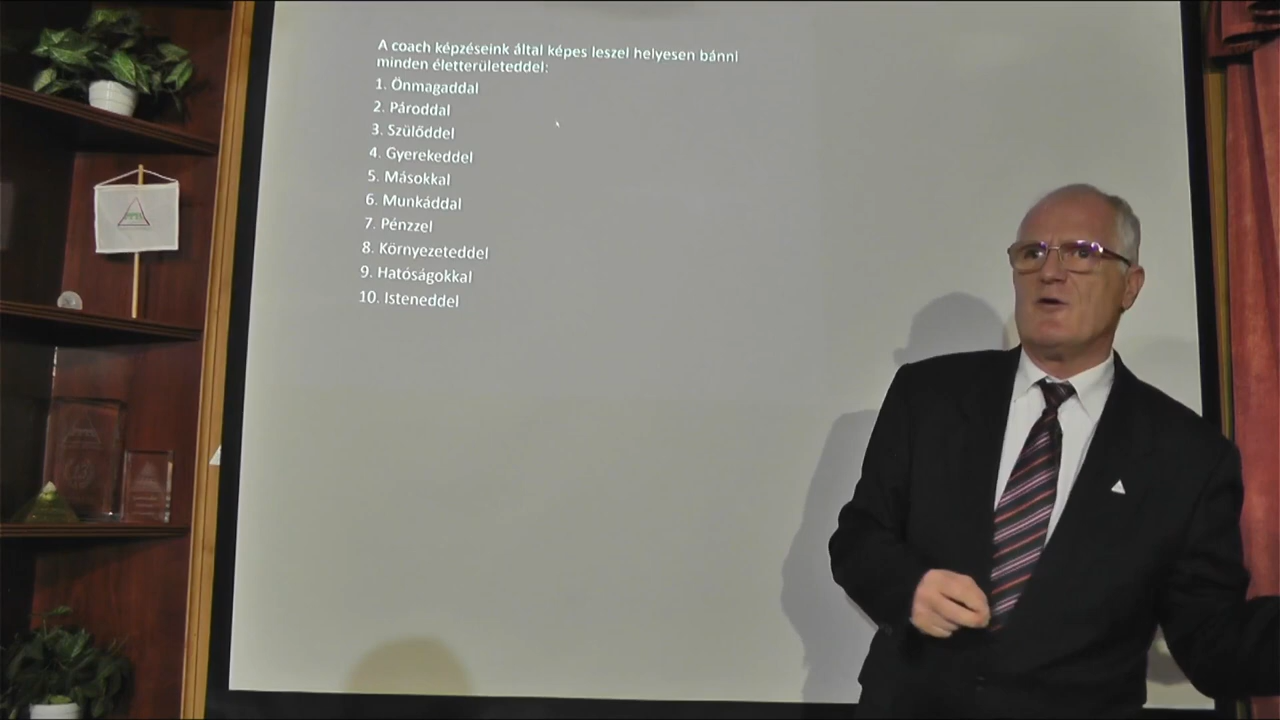 A coach képzéseink által képes leszel helyesen bánni
minden életterületeddel:
1. Önmagaddal
2. Pároddal
3. Szülőddel
4. Gyerekeddel
5. Másokkal
6. Munkáddal
7. Pénzzel
8. Környezeteddel
9. Hatóságokkal
10. Isteneddel